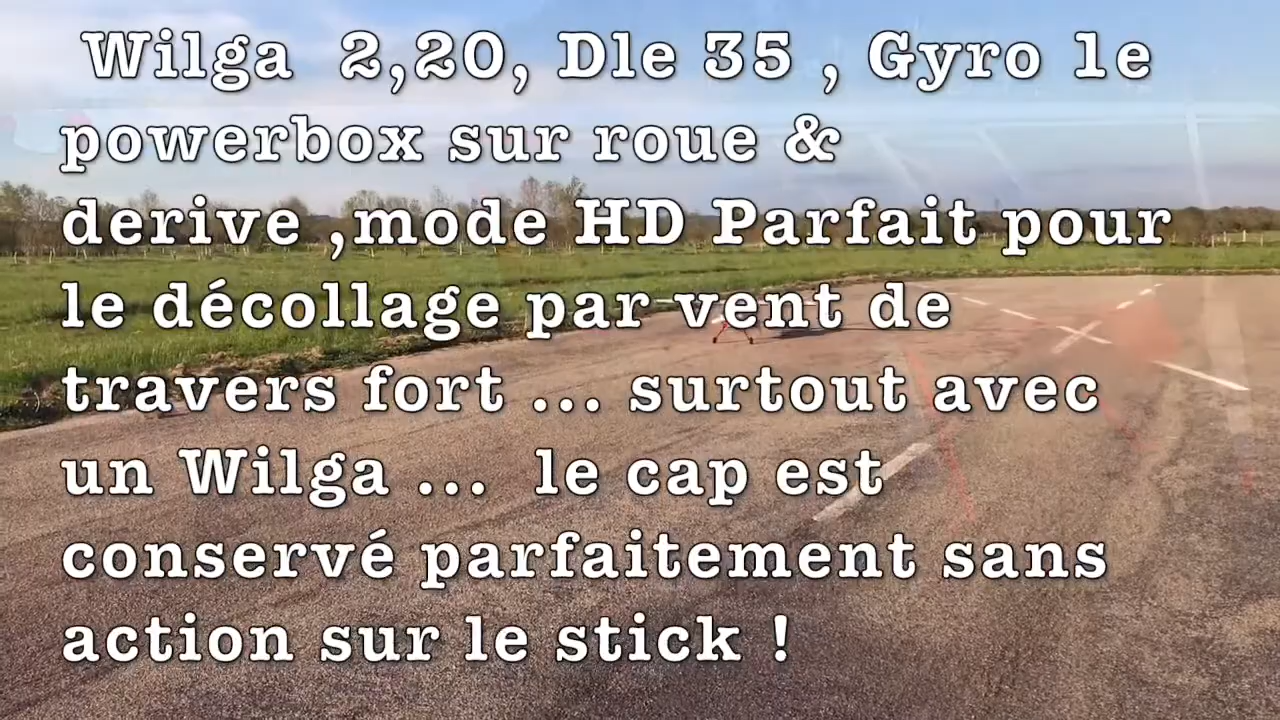 Wilga 2,20, Dle 35 , Gyro 1e
powerbox sur roue &
derive ,mode HD Parfait pour
le décollage par vent de
travers fort ... surtout avec
un Wilga ... le cap est
conservé parfaitement sans
action sur le stick !